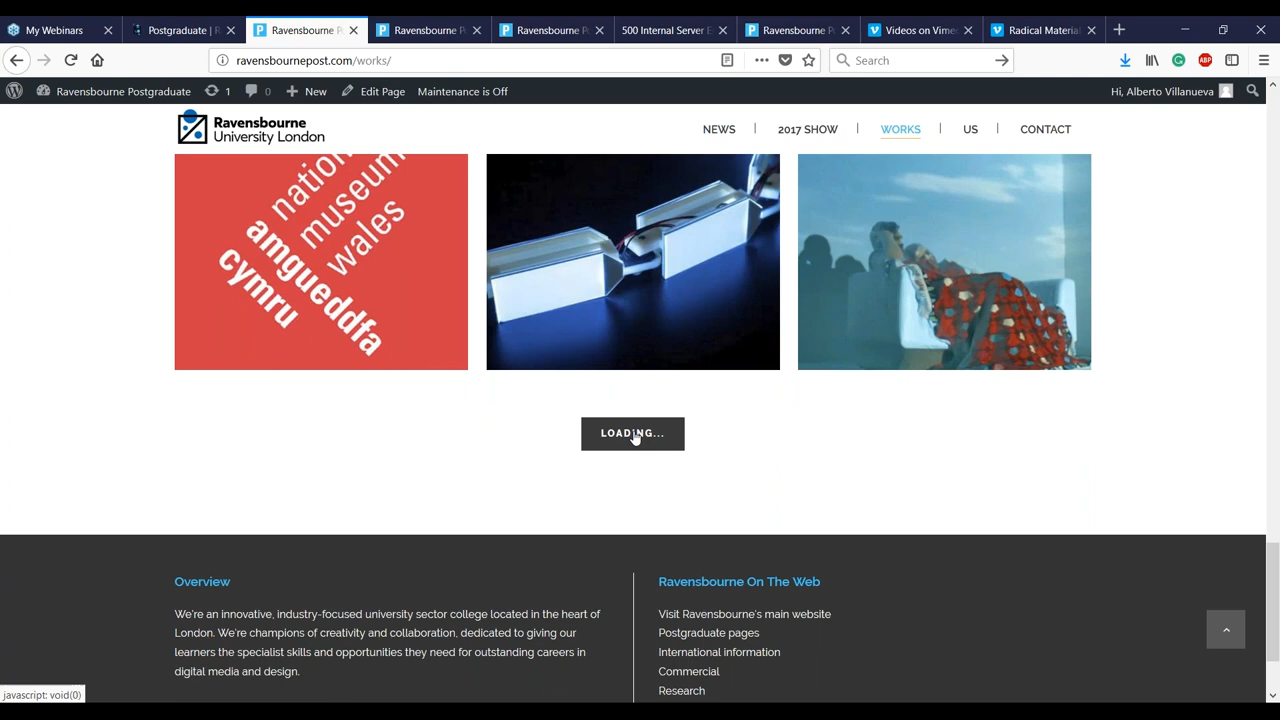 My Webinars
Postgraduate | R
Ravensbourne P
Ravensbourne P
Ravensbourne P
500 Internal Server E
Ravensbourne P
Videos on Vime
Radical Material
ravensbournepost.com/works/
Search
ABP
Ravensbourne Postgraduate
1
0
New
Edit Page
Maintenance is Off
Hi, Alberto Villanueva
Ravensbourne
University London
NEWS
2017 SHOW
WORKS
US
CONTACT
nation
museum
wales
amgueddfa
cymru
LOADING...
Overview
We're an innovative, industry-focused university sector college located in the heart of
London. We're champions of creativity and collaboration, dedicated to giving our
learners the specialist skills and opportunities they need for outstanding careers in
digital media and design.
Ravensbourne On The Web
Visit Ravensbourne's main website
Postgraduate pages
International information
Commercial
Research
javascript: void(0)